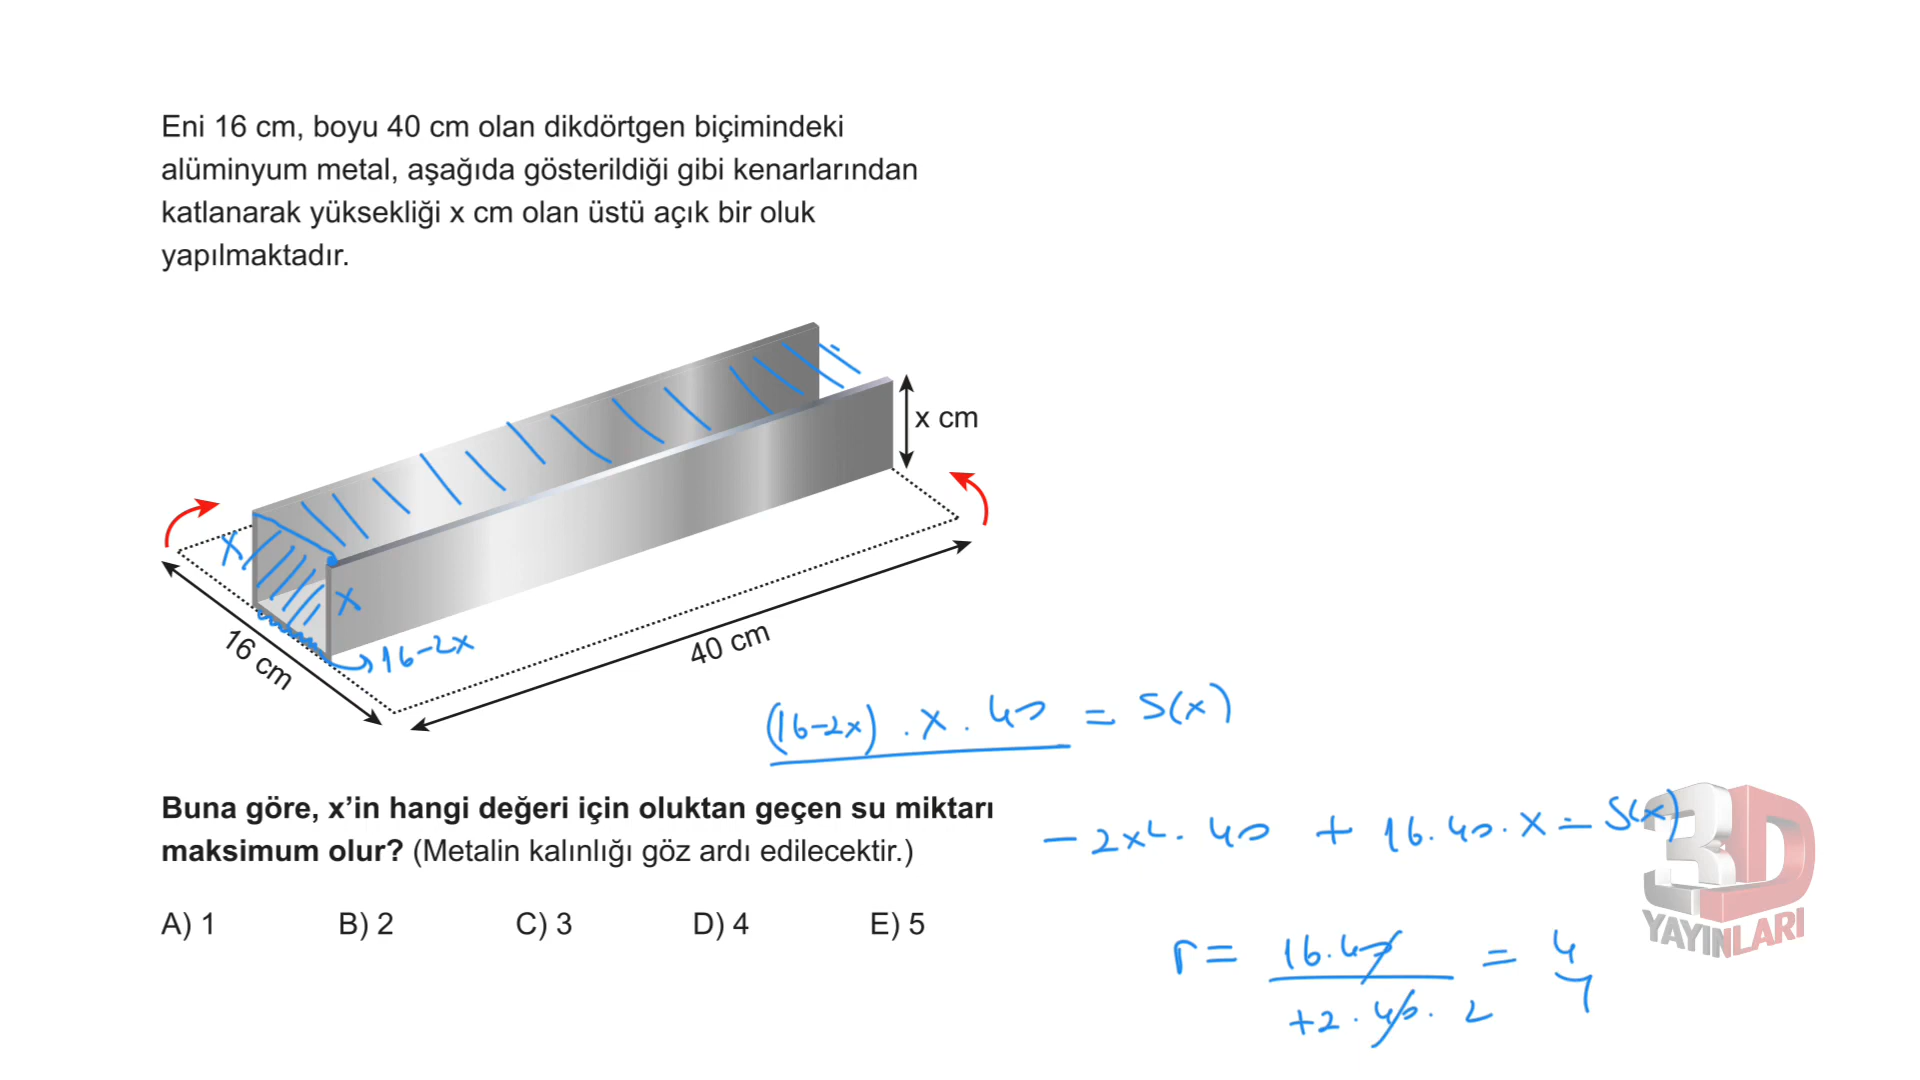 Eni 16 cm, boyu 40 cm olan dikdörtgen biçimindeki
alüminyum metal, aşağıda gösterildiği gibi kenarlarından
katlanarak yüksekliği x cm olan üstü açık bir oluk
yapılmaktadır.
x cm
x
x
16 cm
16-2x
40 cm
(16-2x) . x . 40 = S(x)
Buna göre, x’in hangi değeri için oluktan geçen su miktarı
maksimum olur? (Metalin kalınlığı göz ardı edilecektir.)
- 2x² . 40 + 16.40.x = S(x)
A) 1 B) 2 C) 3 D) 4 E) 5
r = 16.40 / +2.40.2 = 4
3D
YAYINLARI